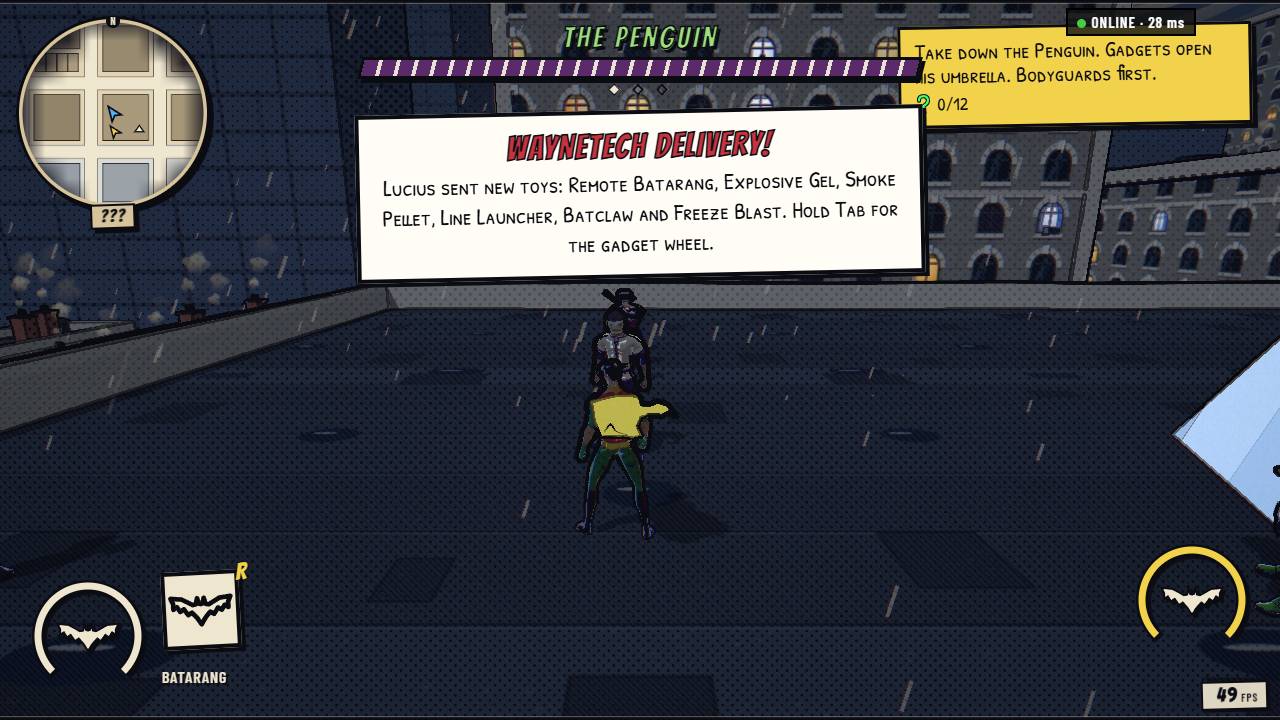 N
???
THE PENGUIN
ONLINE · 28 ms
TAKE DOWN THE PENGUIN. GADGETS OPEN
HIS UMBRELLA. BODYGUARDS FIRST.
? 0/12
WAYNETECH DELIVERY!
LUCIUS SENT NEW TOYS: REMOTE BATARANG, EXPLOSIVE GEL, SMOKE
PELLET, LINE LAUNCHER, BATCLAW AND FREEZE BLAST. HOLD TAB FOR
THE GADGET WHEEL.
R
BATARANG
49 FPS